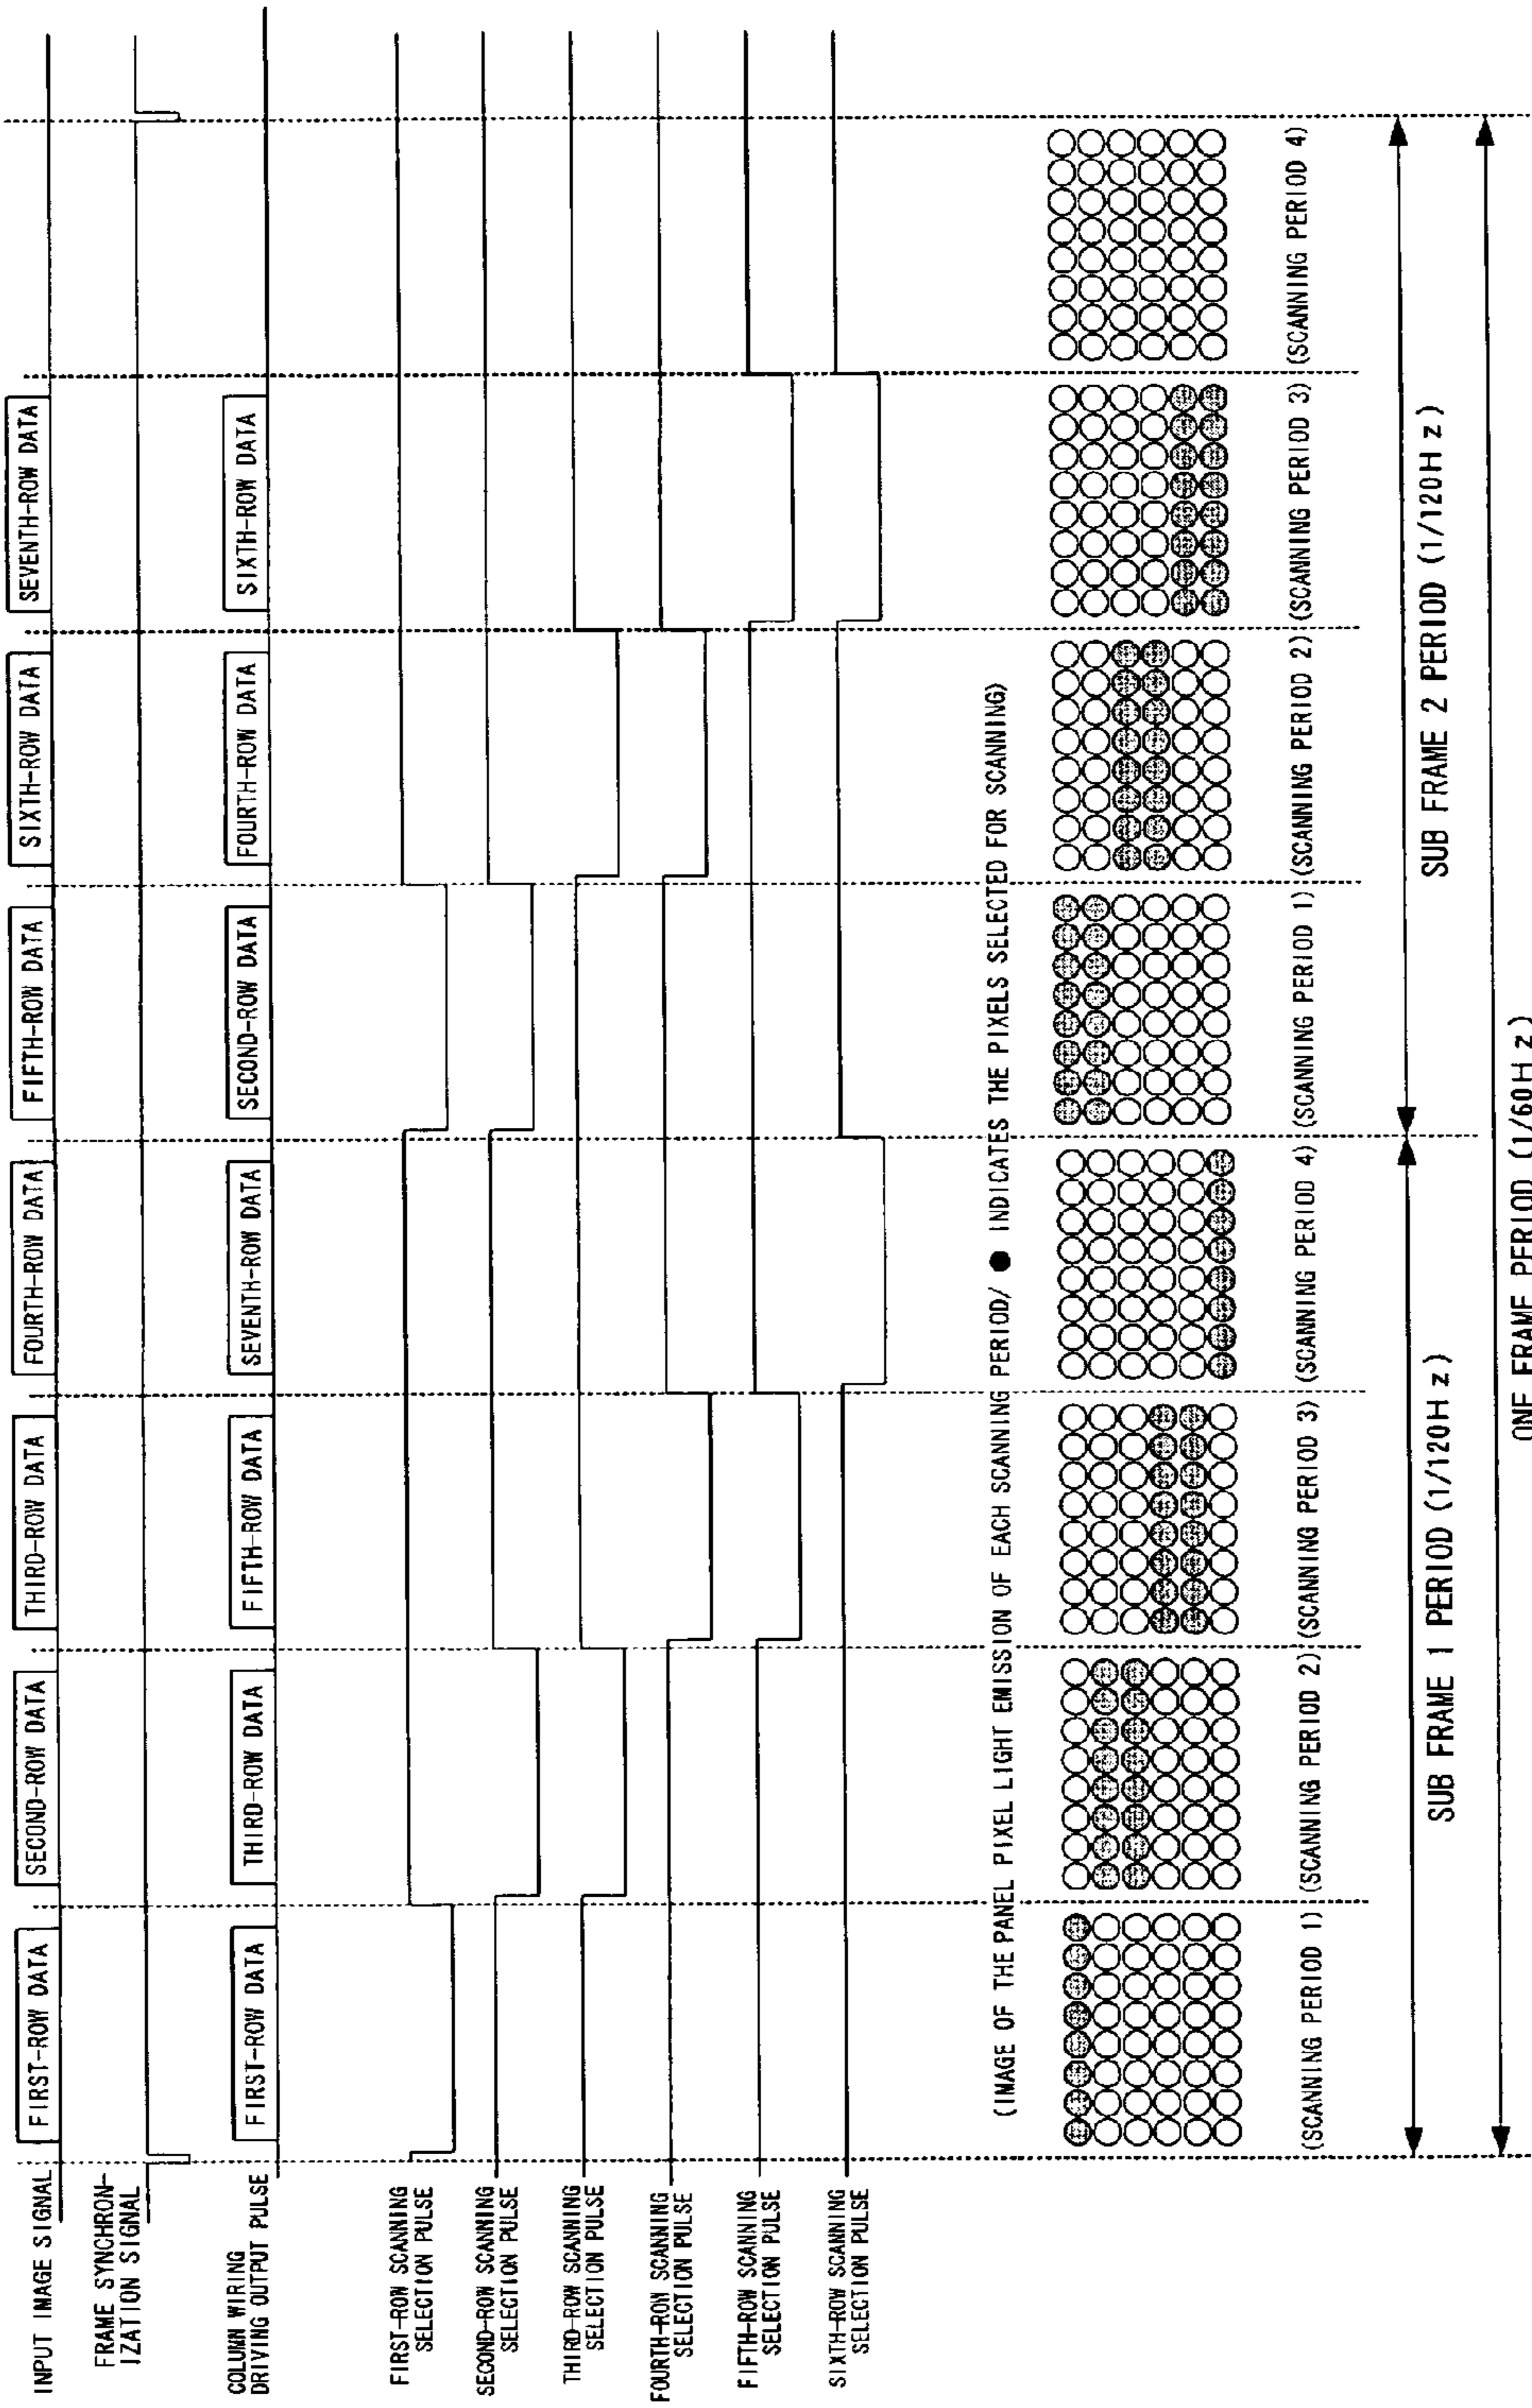 INPUT IMAGE SIGNAL
FIRST-ROW DATA
SECOND-ROW DATA
THIRD-ROW DATA
FOURTH-ROW DATA
FIFTH-ROW DATA
SIXTH-ROW DATA
SEVENTH-ROW DATA
FRAME SYNCHRON-
IZATION SIGNAL
COLUMN WIRING
DRIVING OUTPUT PULSE
FIRST-ROW DATA
THIRD-ROW DATA
FIFTH-ROW DATA
SEVENTH-ROW DATA
SECOND-ROW DATA
FOURTH-ROW DATA
SIXTH-ROW DATA
FIRST-ROW SCANNING
SELECTION PULSE
SECOND-ROW SCANNING
SELECTION PULSE
THIRD-ROW SCANNING
SELECTION PULSE
FOURTH-ROW SCANNING
SELECTION PULSE
FIFTH-ROW SCANNING
SELECTION PULSE
SIXTH-ROW SCANNING
SELECTION PULSE
(IMAGE OF THE PANEL PIXEL LIGHT EMISSION OF EACH SCANNING PERIOD/ ● INDICATES THE PIXELS SELECTED FOR SCANNING)
(SCANNING PERIOD 1) (SCANNING PERIOD 2) (SCANNING PERIOD 3) (SCANNING PERIOD 4) (SCANNING PERIOD 1) (SCANNING PERIOD 2) (SCANNING PERIOD 3) (SCANNING PERIOD 4)
SUB FRAME 1 PERIOD (1/120Hz)
SUB FRAME 2 PERIOD (1/120Hz)
ONE FRAME PERIOD (1/60Hz)